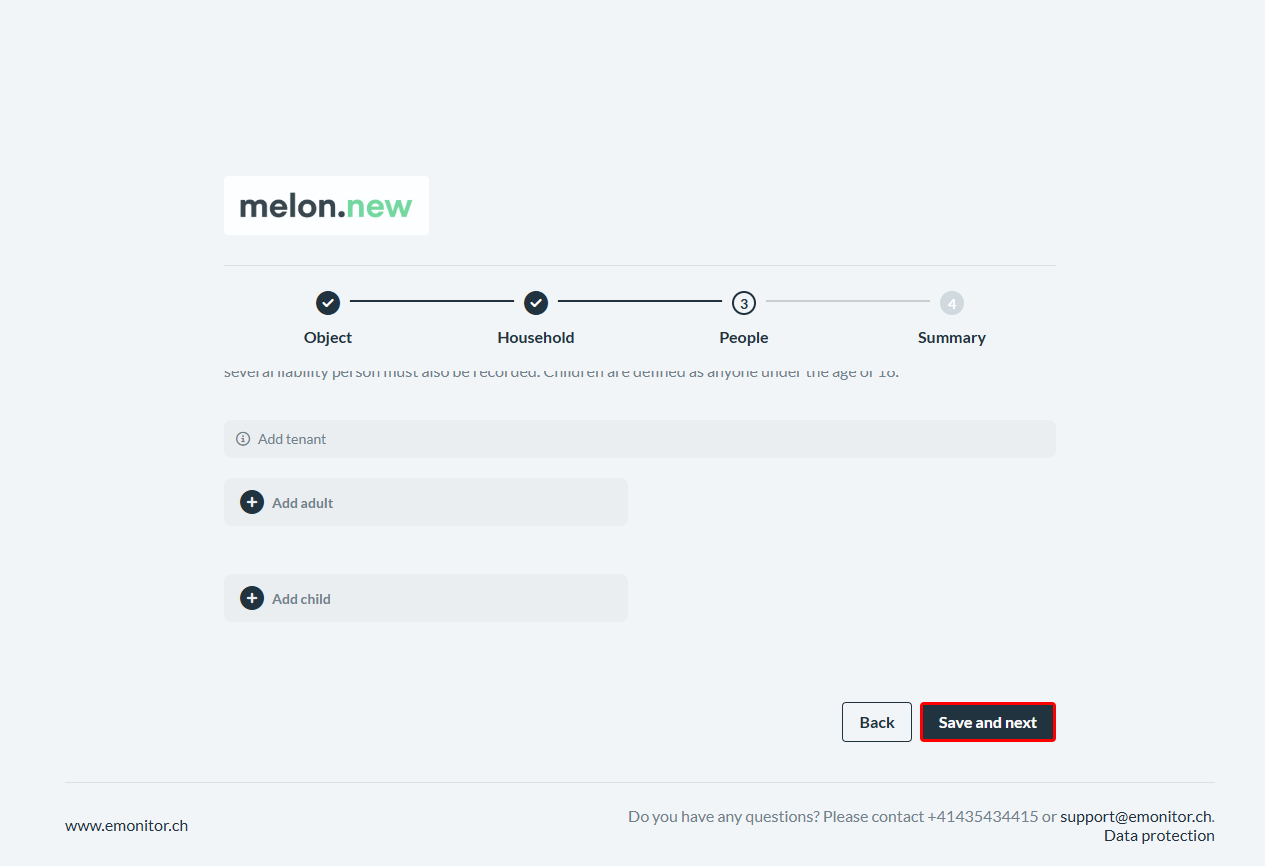 melon.new
3
4
Object
Household
People
Summary
several liability person must also be recorded. Children are defined as anyone under the age of 18.
Add tenant
Add adult
Add child
Back
Save and next
www.emonitor.ch
Do you have any questions? Please contact +41435434415 or support@emonitor.ch.
Data protection